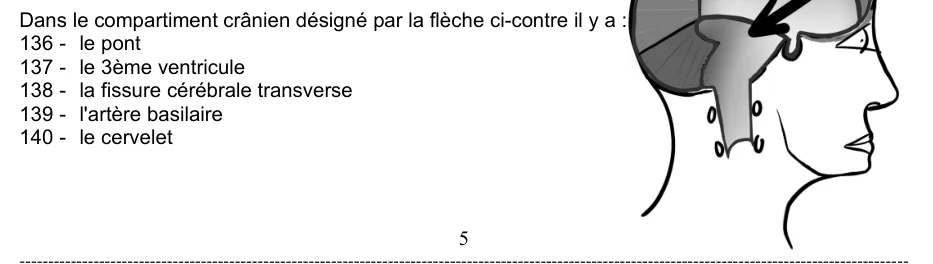 Dans le compartiment crânien désigné par la flèche ci-contre il y a :
136 - le pont
137 - le 3ème ventricule
138 - la fissure cérébrale transverse
139 - l'artère basilaire
140 - le cervelet
5